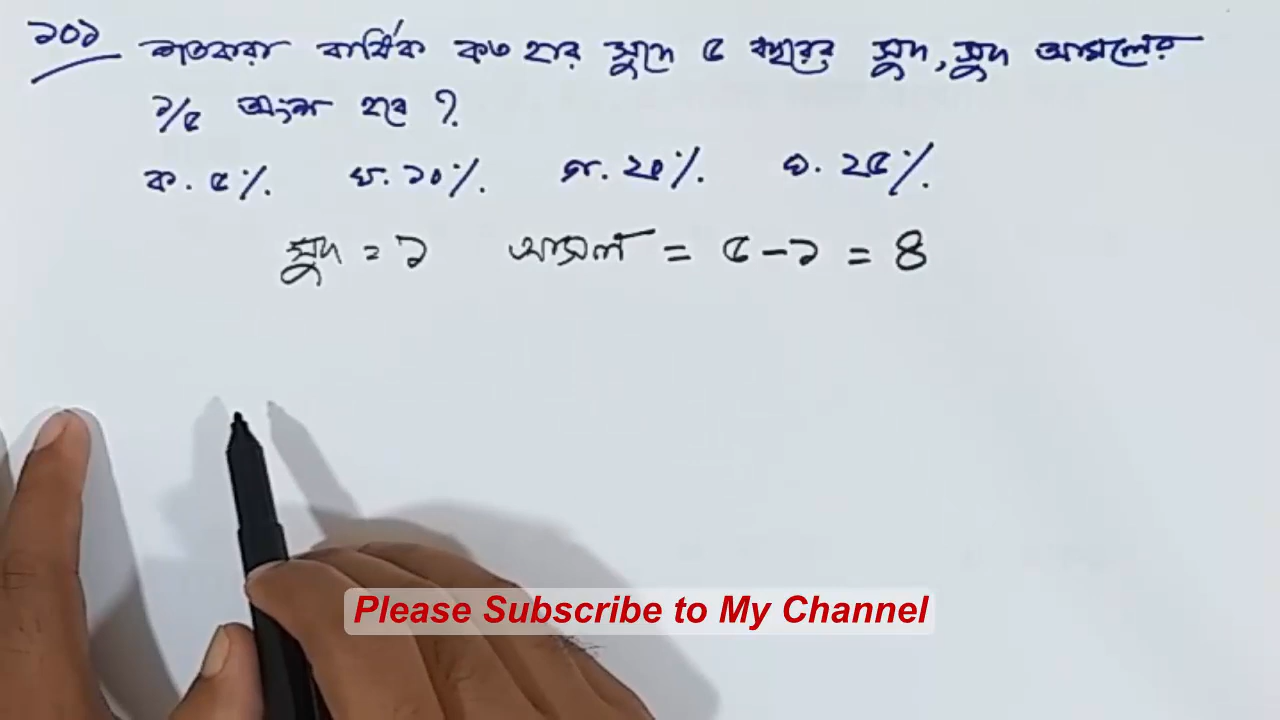 ১০১ শতকরা বার্ষিক কত হার সুদে ৫ বছরের সুদ, সুদ আসলের
১/৫ অংশ হবে ?
ক. ৫% খ. ১০% গ. ২০% ঘ. ২৫%
সুদ = ১ আসল = ৫ - ১ = ৪
Please Subscribe to My Channel